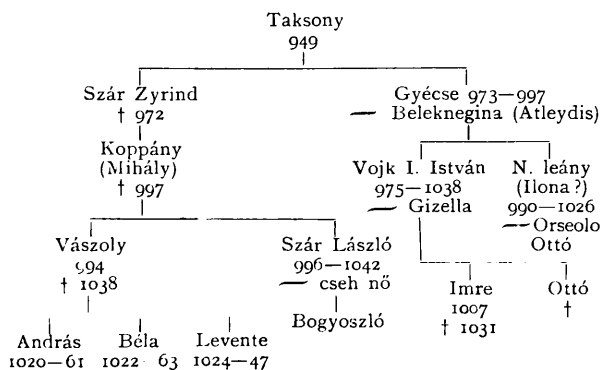 Taksony
949
Szár Zyrind
† 972
Gyécse 973—997
— Beleknegina (Atleydis)
Koppány
(Mihály)
† 997
Vojk I. István
975—1038
— Gizella
N. leány
(Ilona?)
990—1026
— Orseolo
Ottó
Vászoly
994
† 1038
Szár László
996—1042
— cseh nő
Imre
1007
† 1031
Ottó
†
András
1020—61
Béla
1022 63
Levente
1024—47
Bogyoszló